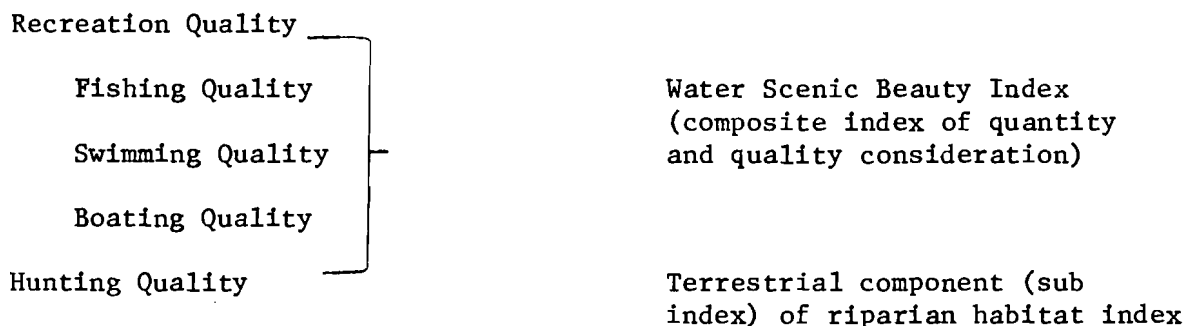 Recreation Quality
Fishing Quality
Swimming Quality
Boating Quality
Hunting Quality
Water Scenic Beauty Index
(composite index of quantity
and quality consideration)
Terrestrial component (sub
index) of riparian habitat index